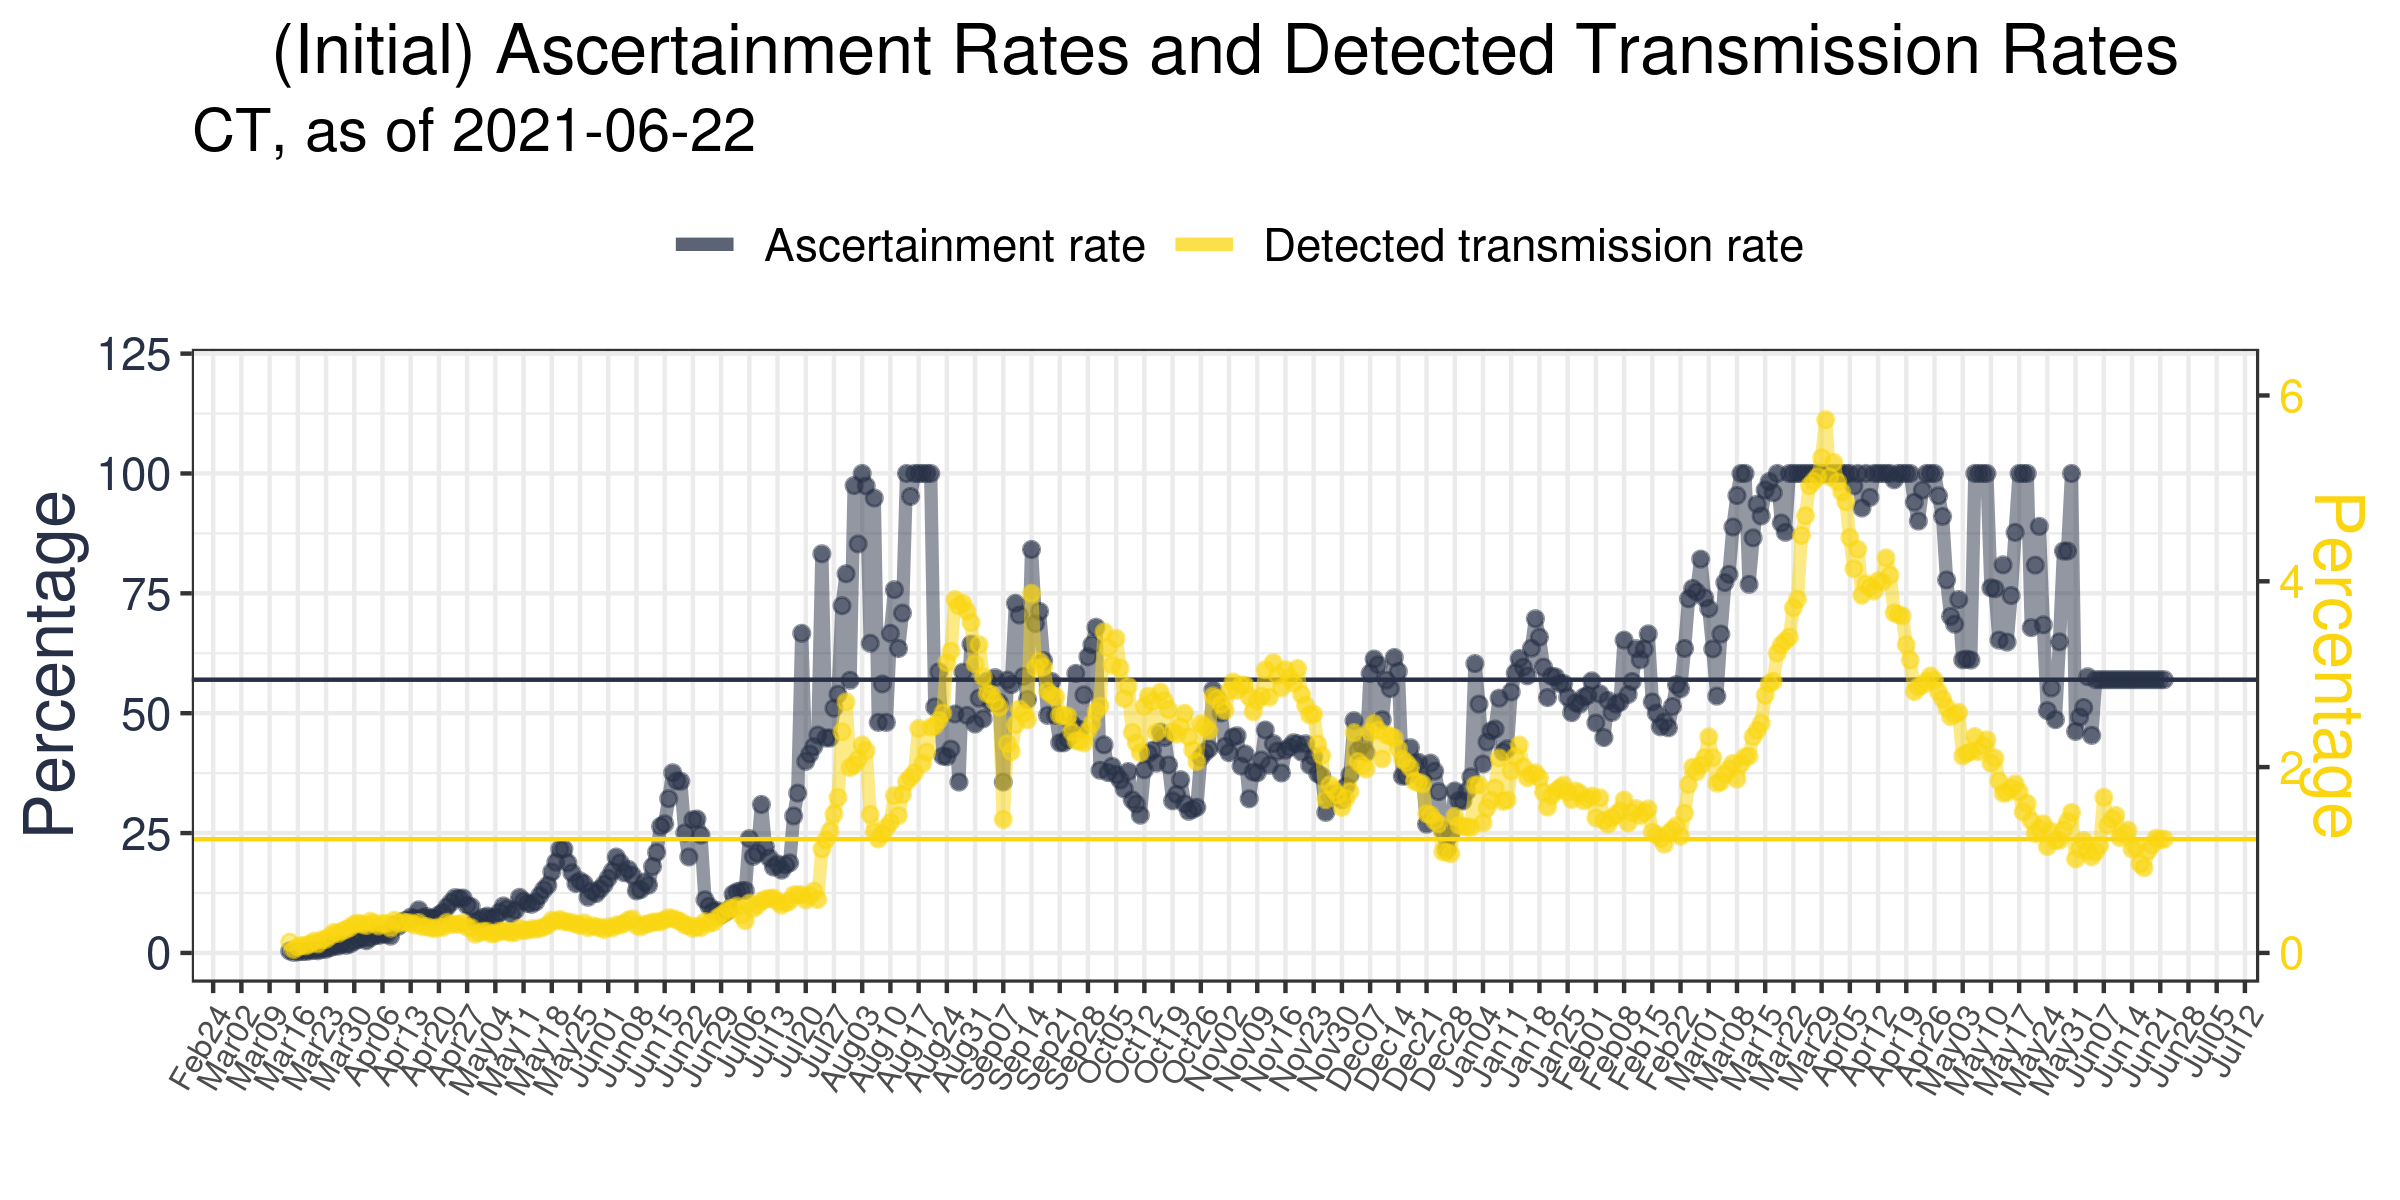 (Initial) Ascertainment Rates and Detected Transmission Rates
CT, as of 2021-06-22
Ascertainment rate
Detected transmission rate
125
100
75
50
25
0
Percentage
6
4
2
0
Percentage
Feb24
Mar02
Mar09
Mar16
Mar23
Mar30
Apr06
Apr13
Apr20
Apr27
May04
May11
May18
May25
Jun01
Jun08
Jun15
Jun22
Jun29
Jul06
Jul13
Jul20
Jul27
Aug03
Aug10
Aug17
Aug24
Aug31
Sep07
Sep14
Sep21
Sep28
Oct05
Oct12
Oct19
Oct26
Nov02
Nov09
Nov16
Nov23
Nov30
Dec07
Dec14
Dec21
Dec28
Jan04
Jan11
Jan18
Jan25
Feb01
Feb08
Feb15
Feb22
Mar01
Mar08
Mar15
Mar22
Mar29
Apr05
Apr12
Apr19
Apr26
May03
May10
May17
May24
May31
Jun07
Jun14
Jun21
Jun28
Jul05
Jul12